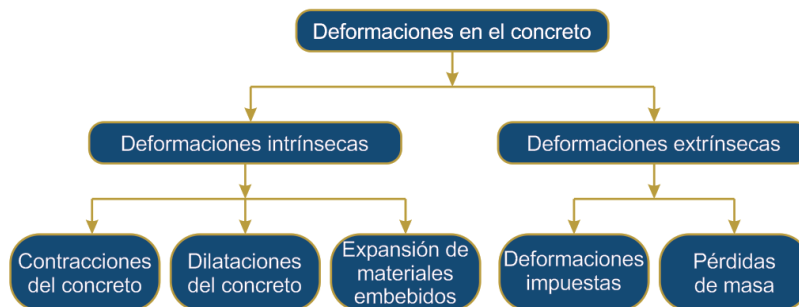 Deformaciones en el concreto
Deformaciones intrínsecas
Deformaciones extrínsecas
Contracciones
del concreto
Dilataciones
del concreto
Expansión de
materiales
embebidos
Deformaciones
impuestas
Pérdidas
de masa